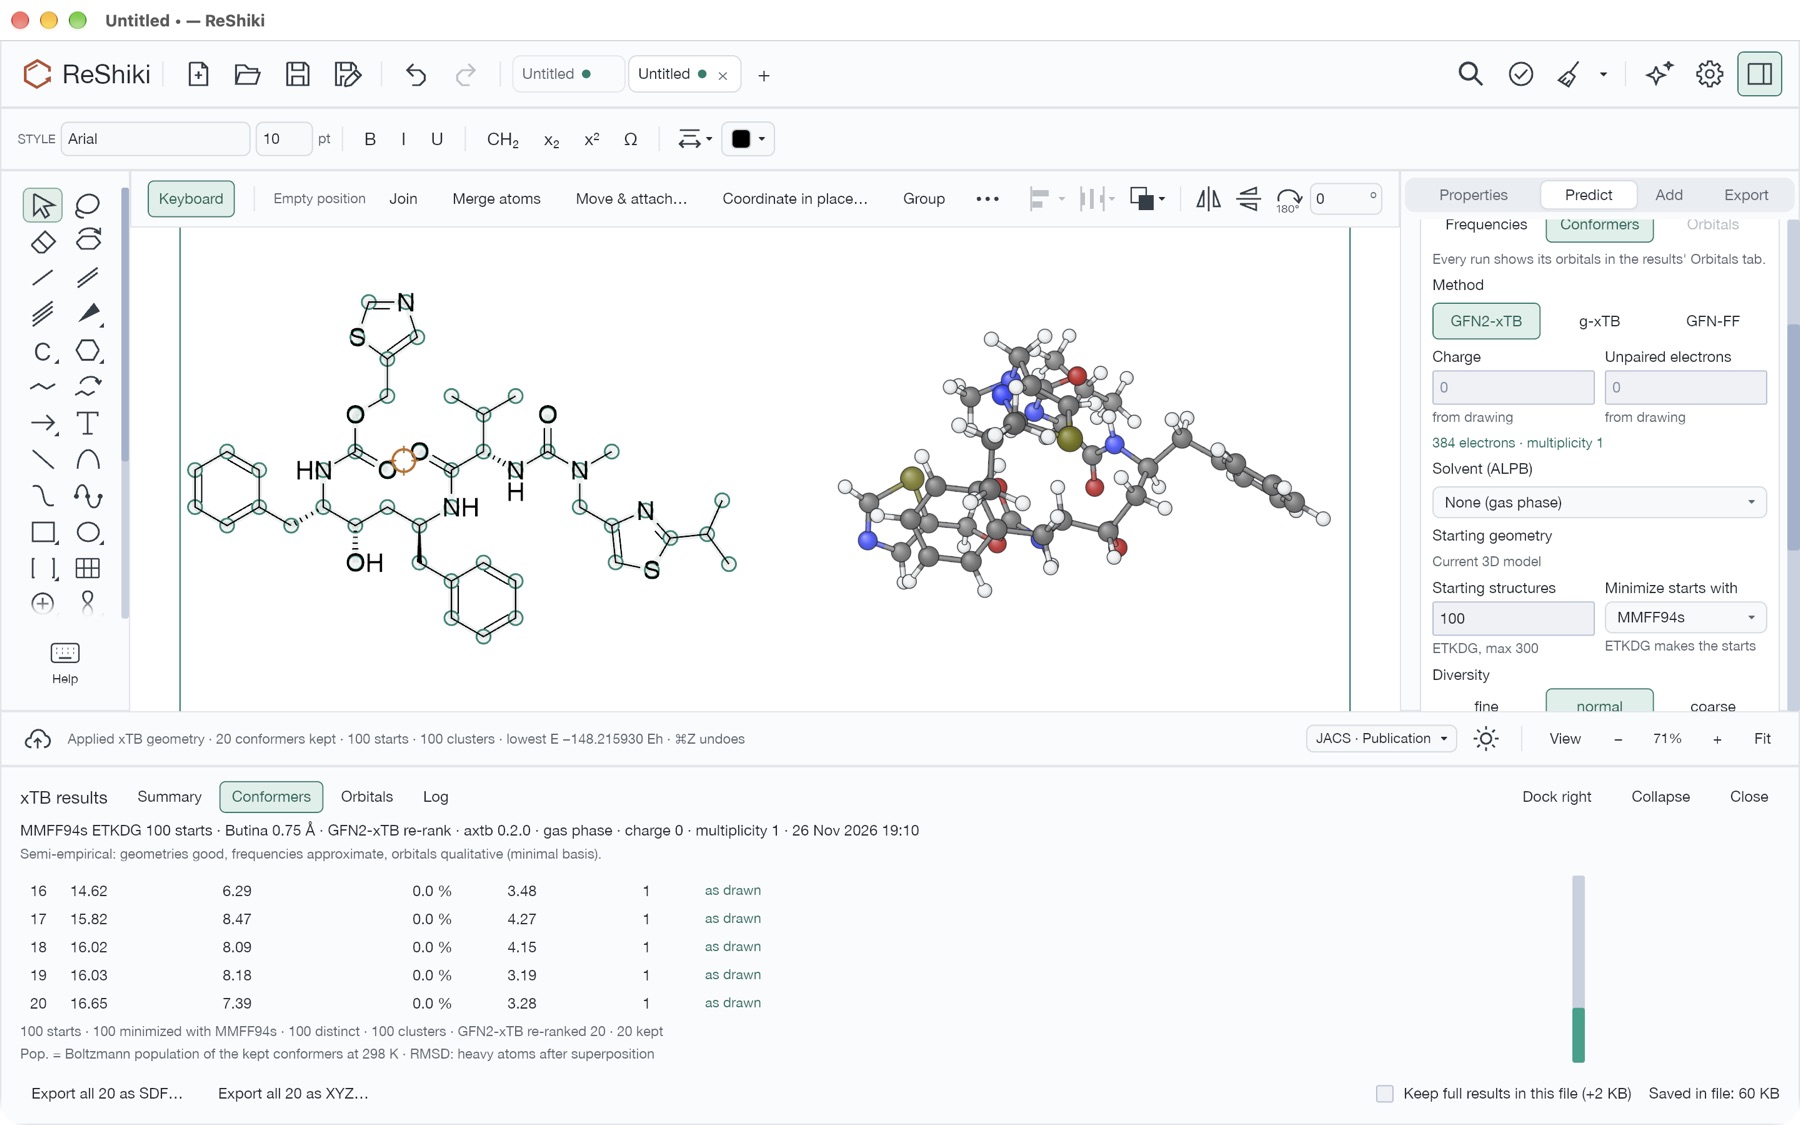 Untitled • — ReShiki
ReShiki
Untitled
Untitled
STYLE Arial 10 pt B I U CH₂ x₂ x² Ω
Keyboard Empty position Join Merge atoms Move & attach... Coordinate in place... Group ••• 180° 0 °
Properties Predict Add Export
Frequencies Conformers Orbitals
Every run shows its orbitals in the results' Orbitals tab.
Method
GFN2-xTB g-xTB GFN-FF
Charge Unpaired electrons
0 0
from drawing from drawing
384 electrons · multiplicity 1
Solvent (ALPB)
None (gas phase)
Starting geometry
Current 3D model
Starting structures Minimize starts with
100 MMFF94s
ETKDG, max 300 ETKDG makes the starts
Diversity
fine normal coarse
C
T
Help
N
S
O
O
O
O
HN
N
H
N
NH
N
S
OH
Applied xTB geometry · 20 conformers kept · 100 starts · 100 clusters · lowest E −148.215930 Eh · ⌘Z undoes
JACS · Publication View − 71% + Fit
xTB results Summary Conformers Orbitals Log Dock right Collapse Close
MMFF94s ETKDG 100 starts · Butina 0.75 Å · GFN2-xTB re-rank · axtb 0.2.0 · gas phase · charge 0 · multiplicity 1 · 26 Nov 2026 19:10
Semi-empirical: geometries good, frequencies approximate, orbitals qualitative (minimal basis).
16 14.62 6.29 0.0 % 3.48 1 as drawn
17 15.82 8.47 0.0 % 4.27 1 as drawn
18 16.02 8.09 0.0 % 4.15 1 as drawn
19 16.03 8.18 0.0 % 3.19 1 as drawn
20 16.65 7.39 0.0 % 3.28 1 as drawn
100 starts · 100 minimized with MMFF94s · 100 distinct · 100 clusters · GFN2-xTB re-ranked 20 · 20 kept
Pop. = Boltzmann population of the kept conformers at 298 K · RMSD: heavy atoms after superposition
Export all 20 as SDF... Export all 20 as XYZ... Keep full results in this file (+2 KB) Saved in file: 60 KB